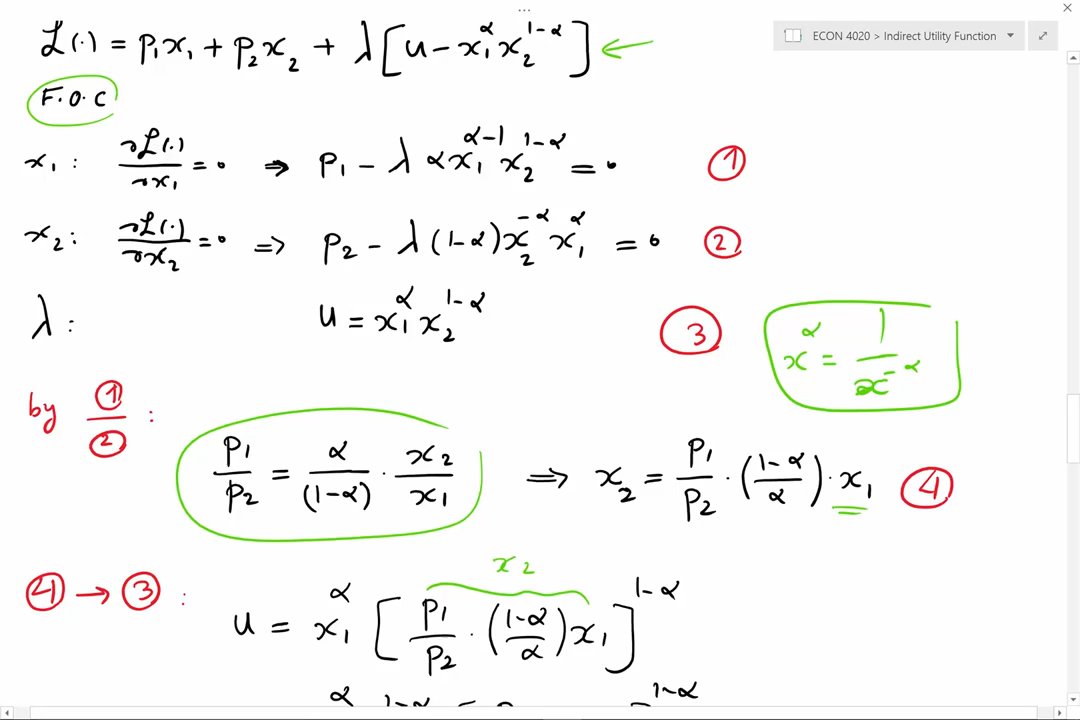 ECON 4020 > Indirect Utility Function
ℒ(·) = p₁x₁ + p₂x₂ + λ[u − x₁^α x₂^{1−α}] ←
F.O.C
x₁: ∂ℒ(·)/∂x₁ = 0 ⇒ p₁ − λ α x₁^{α−1} x₂^{1−α} = 0 ①
x₂: ∂ℒ(·)/∂x₂ = 0 ⇒ p₂ − λ (1−α) x₂^{−α} x₁^α = 0 ②
λ: u = x₁^α x₂^{1−α} ③
x^α = 1/x^{−α}
by ①/② :
p₁/p₂ = α/(1−α) · x₂/x₁ ⟹ x₂ = p₁/p₂ · ((1−α)/α) · x₁ ④
x₂
④ → ③ : u = x₁^α [p₁/p₂ · ((1−α)/α) x₁]^{1−α}